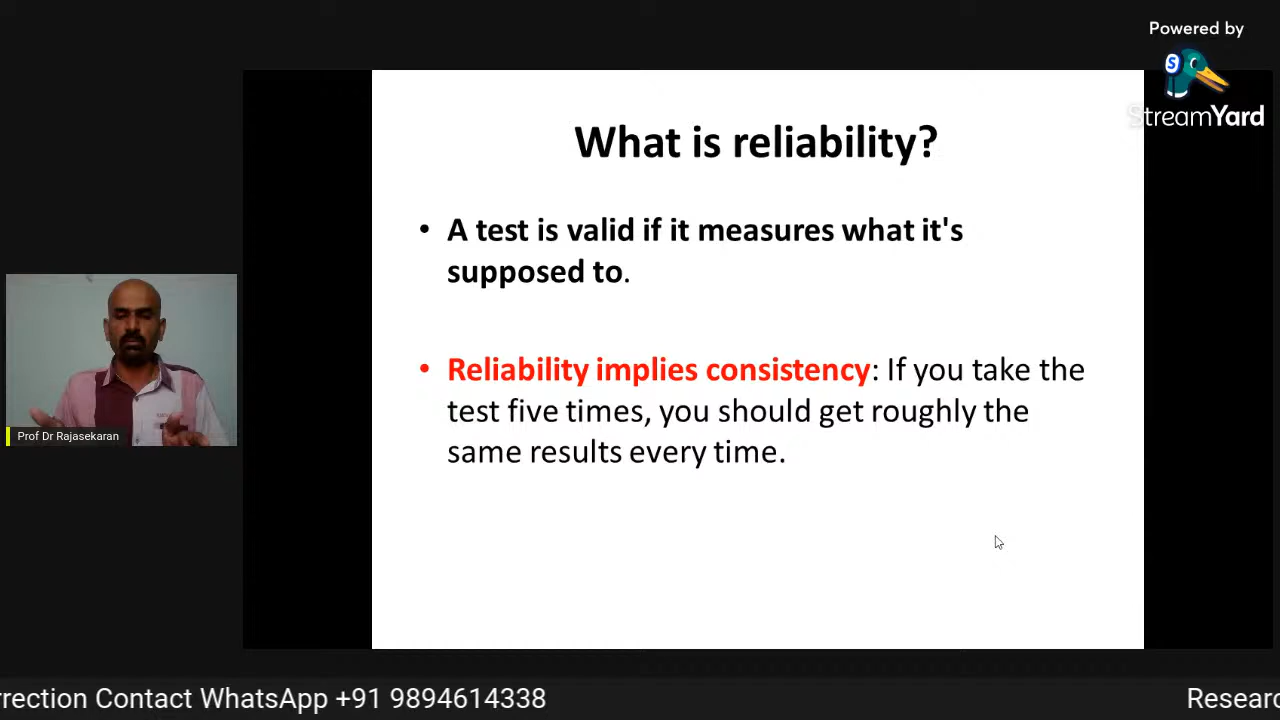 Powered by
StreamYard
What is reliability?
• A test is valid if it measures what it's
supposed to.
• Reliability implies consistency: If you take the
test five times, you should get roughly the
same results every time.
Prof Dr Rajasekaran
rrection Contact WhatsApp +91 9894614338
Researc